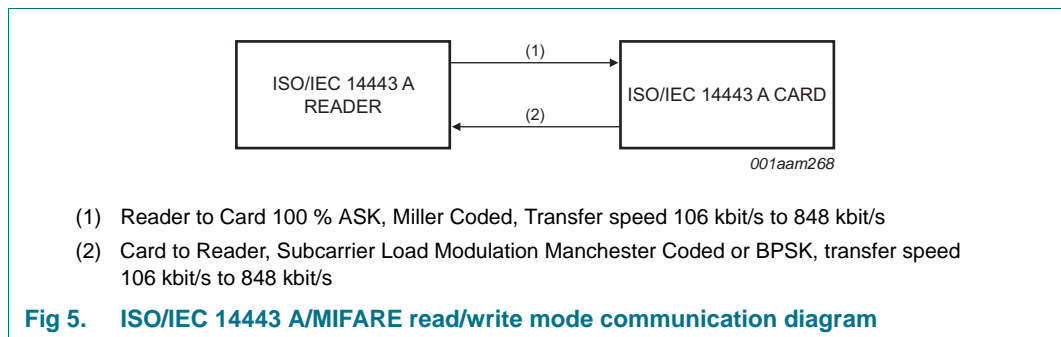 (1)
ISO/IEC 14443 A
READER
ISO/IEC 14443 A CARD
(2)
001aam268
(1) Reader to Card 100 % ASK, Miller Coded, Transfer speed 106 kbit/s to 848 kbit/s
(2) Card to Reader, Subcarrier Load Modulation Manchester Coded or BPSK, transfer speed
106 kbit/s to 848 kbit/s
Fig 5. ISO/IEC 14443 A/MIFARE read/write mode communication diagram